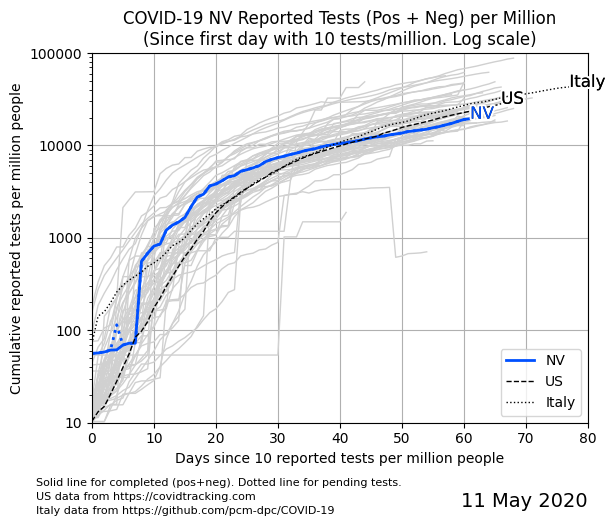 COVID-19 NV Reported Tests (Pos + Neg) per Million
(Since first day with 10 tests/million. Log scale)
Cumulative reported tests per million people
100000
10000
1000
100
10
Italy
US
NV
NV
US
Italy
0 10 20 30 40 50 60 70 80
Days since 10 reported tests per million people
Solid line for completed (pos+neg). Dotted line for pending tests.
US data from https://covidtracking.com
Italy data from https://github.com/pcm-dpc/COVID-19
11 May 2020